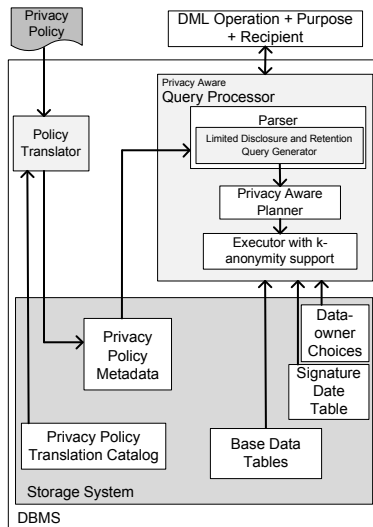 Privacy
Policy
DML Operation + Purpose
+ Recipient
Privacy Aware
Query Processor
Parser
Limited Disclosure and Retention
Query Generator
Policy
Translator
Privacy Aware
Planner
Executor with k-
anonymity support
Privacy
Policy
Metadata
Data-
owner
Choices
Signature
Date
Table
Privacy Policy
Translation Catalog
Base Data
Tables
Storage System
DBMS